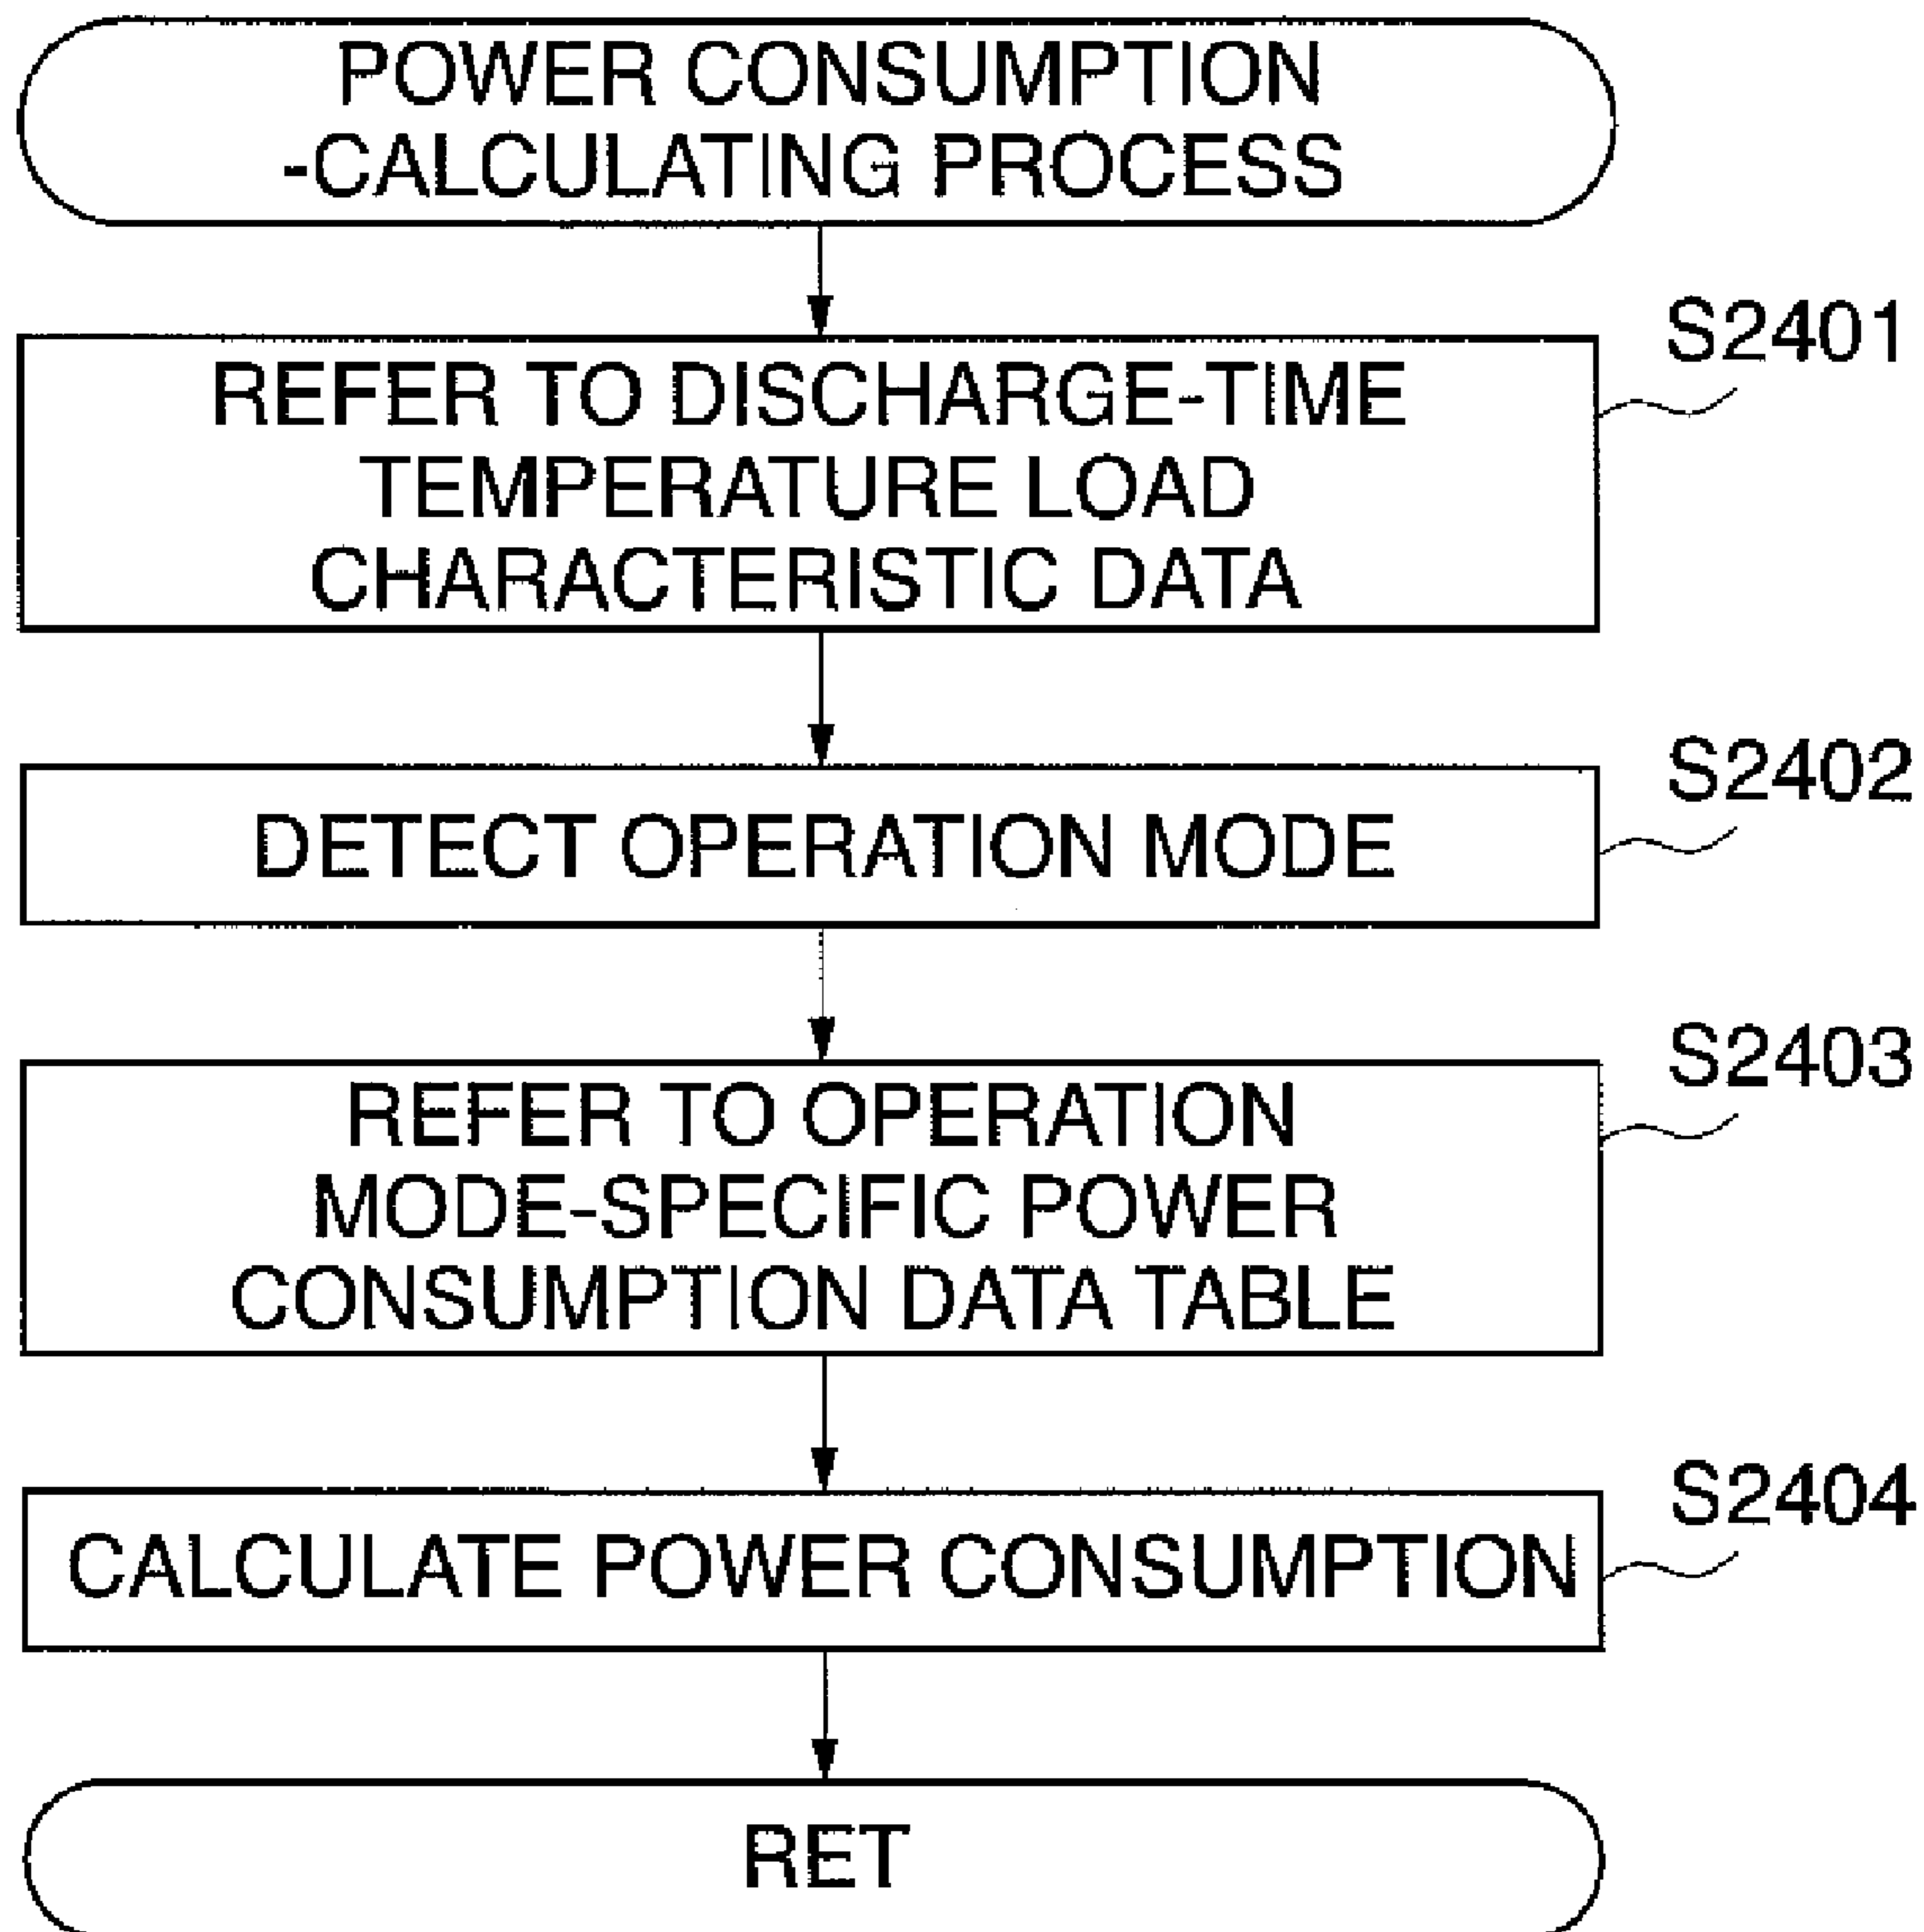 POWER CONSUMPTION
-CALCULATING PROCESS
S2401
REFER TO DISCHARGE-TIME
TEMPERATURE LOAD
CHARACTERISTIC DATA
S2402
DETECT OPERATION MODE
S2403
REFER TO OPERATION
MODE-SPECIFIC POWER
CONSUMPTION DATA TABLE
S2404
CALCULATE POWER CONSUMPTION
RET